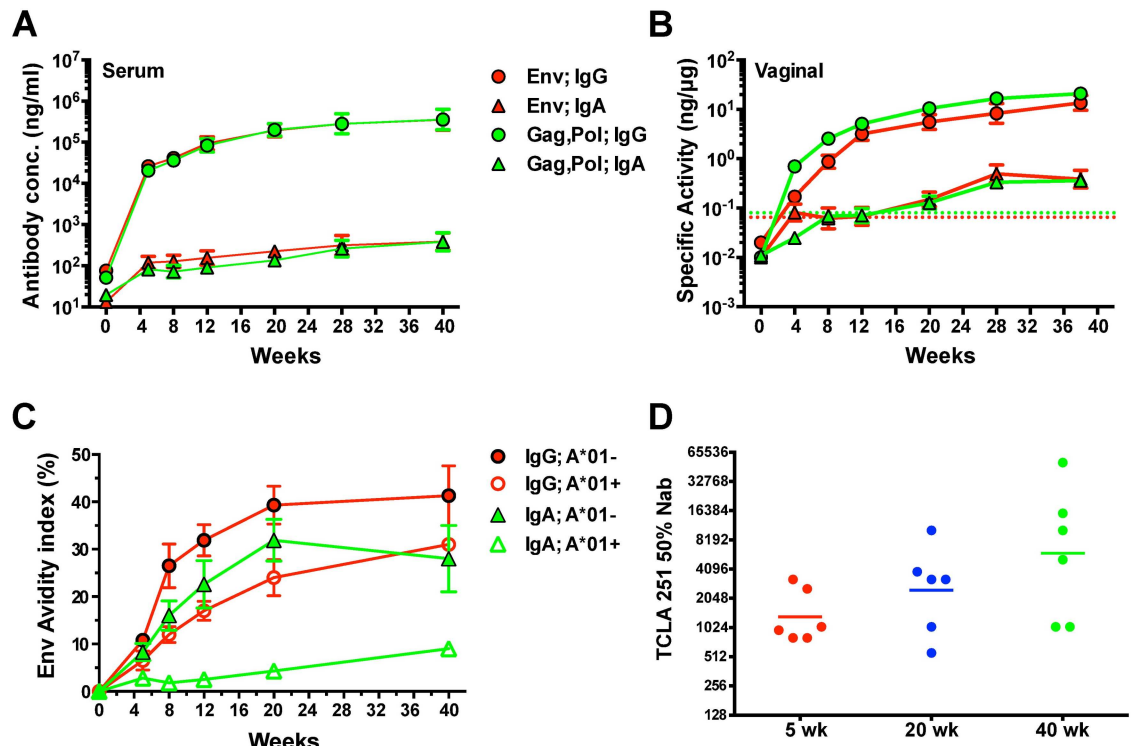 A
Serum
Antibody conc. (ng/ml)
10^7
10^6
10^5
10^4
10^3
10^2
10^1
0 4 8 12 16 20 24 28 32 36 40
Weeks
Env; IgG
Env; IgA
Gag,Pol; IgG
Gag,Pol; IgA
B
Vaginal
Specific Activity (ng/µg)
10^2
10^1
10^0
10^-1
10^-2
10^-3
0 4 8 12 16 20 24 28 32 36 40
Weeks
C
Env Avidity index (%)
50
40
30
20
10
0
0 4 8 12 16 20 24 28 32 36 40
Weeks
IgG; A*01-
IgG; A*01+
IgA; A*01-
IgA; A*01+
D
TCLA 251 50% Nab
65536
32768
16384
8192
4096
2048
1024
512
256
128
5 wk 20 wk 40 wk